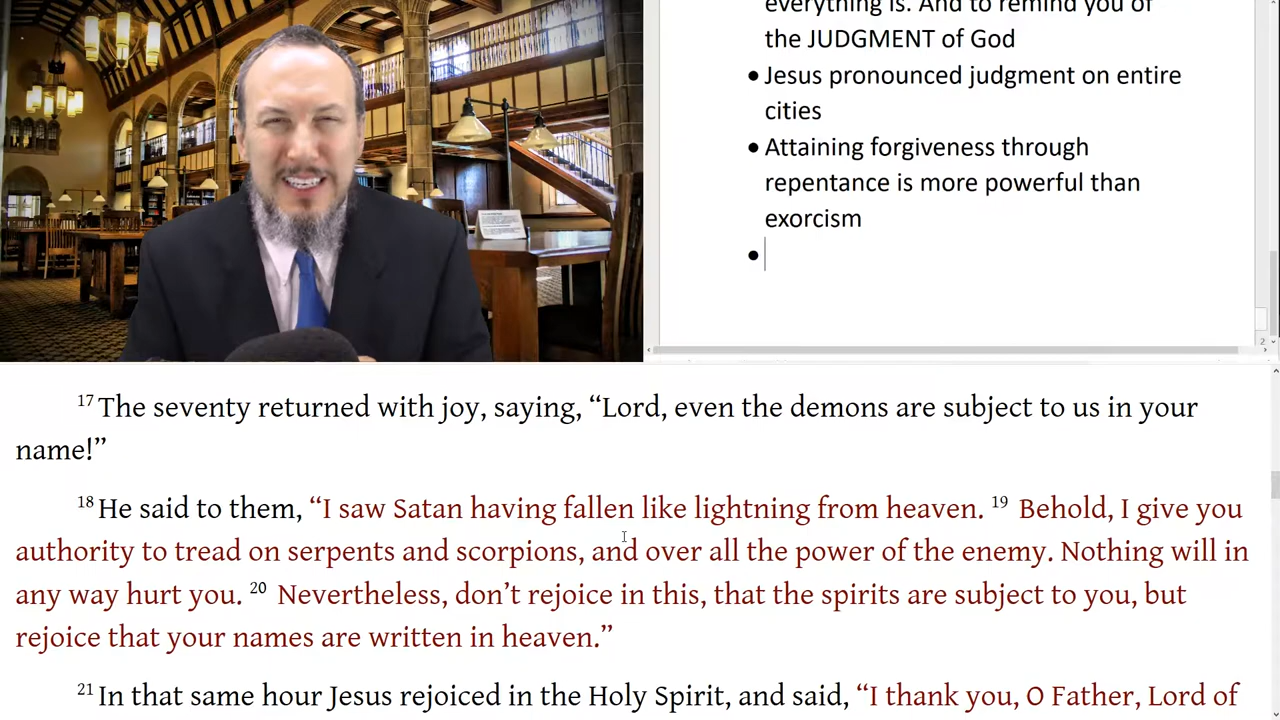 everything is. And to remind you of
the JUDGMENT of God
• Jesus pronounced judgment on entire
cities
• Attaining forgiveness through
repentance is more powerful than
exorcism
•
2
17 The seventy returned with joy, saying, “Lord, even the demons are subject to us in your
name!”
18 He said to them, “I saw Satan having fallen like lightning from heaven. 19 Behold, I give you
authority to tread on serpents and scorpions, and over all the power of the enemy. Nothing will in
any way hurt you. 20 Nevertheless, don’t rejoice in this, that the spirits are subject to you, but
rejoice that your names are written in heaven.”
21 In that same hour Jesus rejoiced in the Holy Spirit, and said, “I thank you, O Father, Lord of